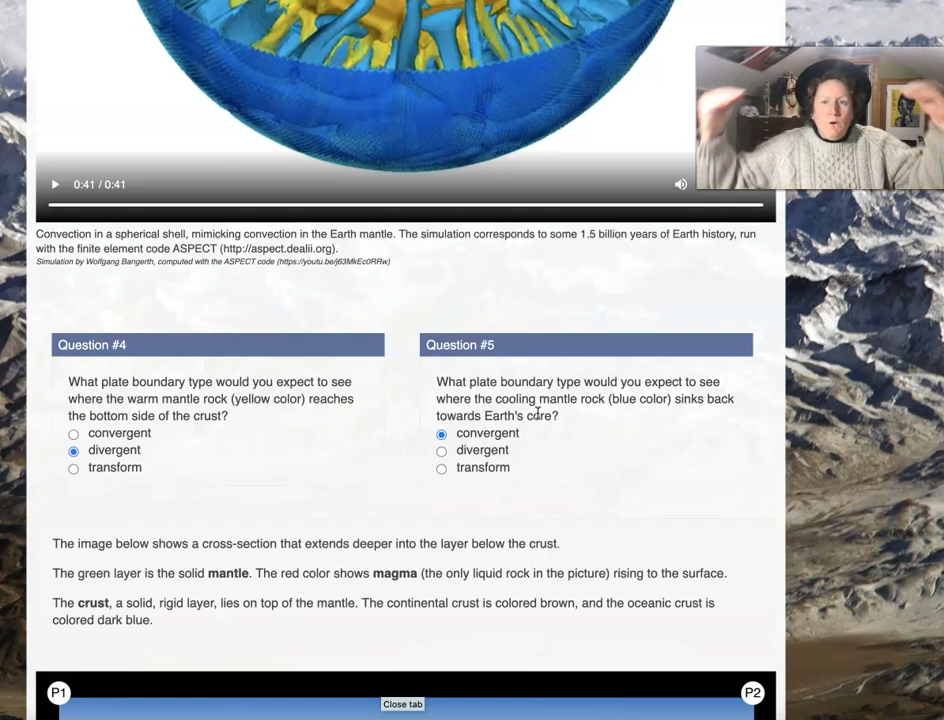 0:41 / 0:41
Convection in a spherical shell, mimicking convection in the Earth mantle. The simulation corresponds to some 1.5 billion years of Earth history, run
with the finite element code ASPECT (http://aspect.dealii.org).
Simulation by Wolfgang Bangerth, computed with the ASPECT code (https://youtu.be/j63MkEc0RRw)
Question #4
What plate boundary type would you expect to see
where the warm mantle rock (yellow color) reaches
the bottom side of the crust?
convergent
divergent
transform
Question #5
What plate boundary type would you expect to see
where the cooling mantle rock (blue color) sinks back
towards Earth's core?
convergent
divergent
transform
The image below shows a cross-section that extends deeper into the layer below the crust.
The green layer is the solid mantle. The red color shows magma (the only liquid rock in the picture) rising to the surface.
The crust, a solid, rigid layer, lies on top of the mantle. The continental crust is colored brown, and the oceanic crust is
colored dark blue.
P1
P2
Close tab